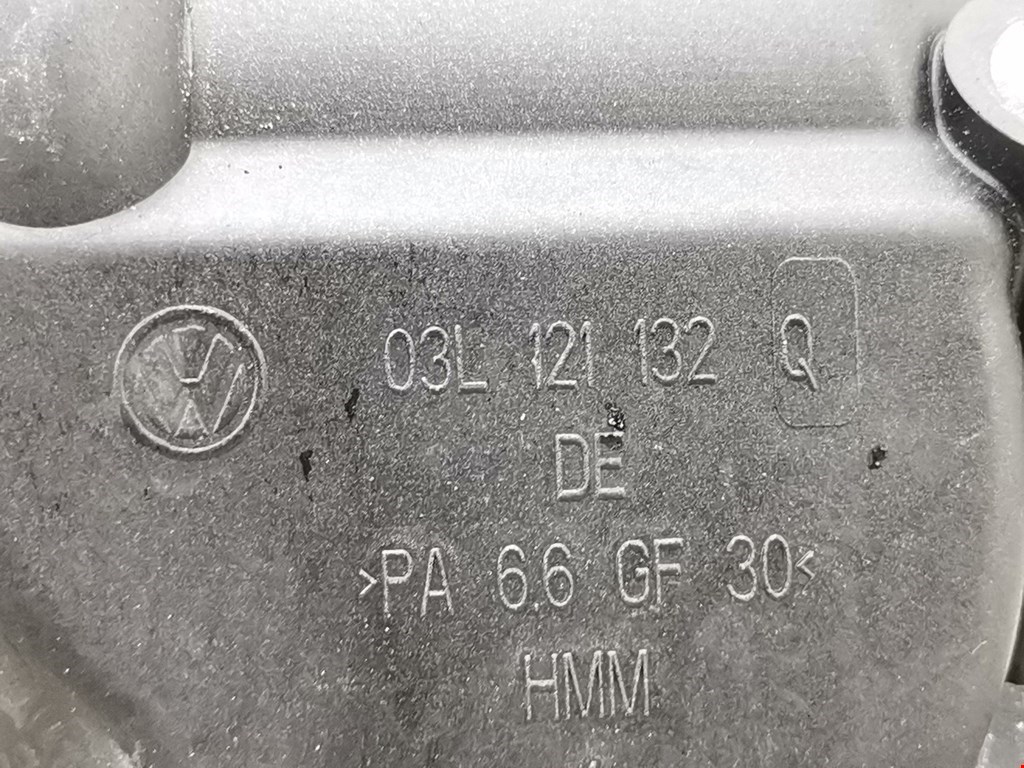 03L 121 132 Q
DE
>PA 6.6 GF 30<
HMM